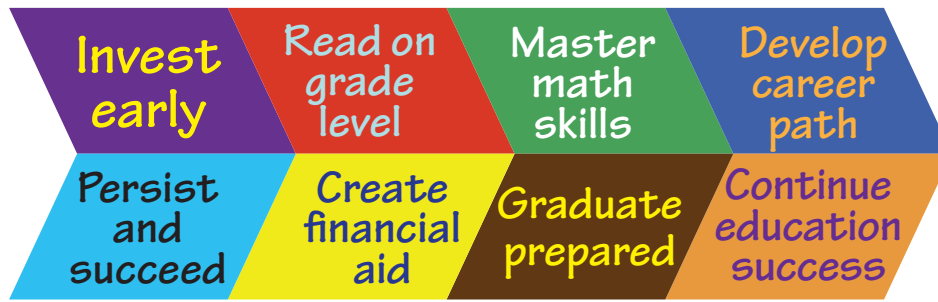 Invest
early
Read on
grade
level
Master
math
skills
Develop
career
path
Persist
and
succeed
Create
financial
aid
Graduate
prepared
Continue
education
success